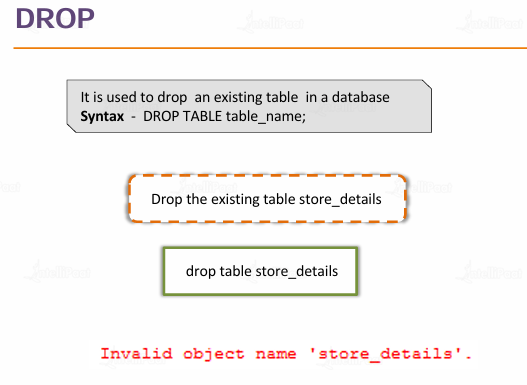 DROP
It is used to drop an existing table in a database
Syntax - DROP TABLE table_name;
Drop the existing table store_details
drop table store_details
Invalid object name 'store_details'.